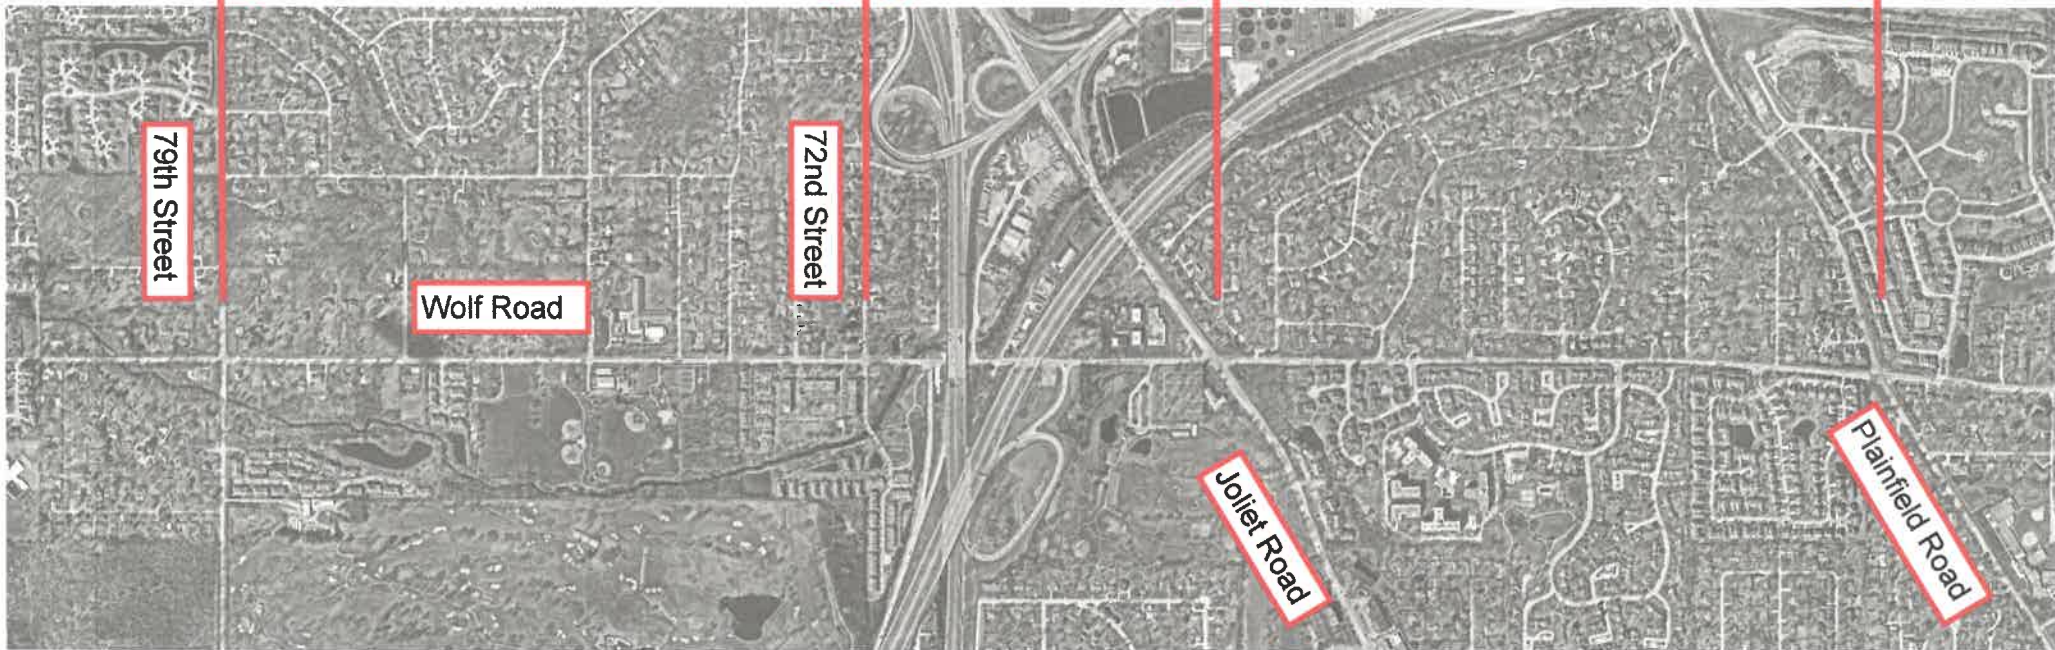 79th Street
Wolf Road
72nd Street
Joliet Road
Plainfield Road